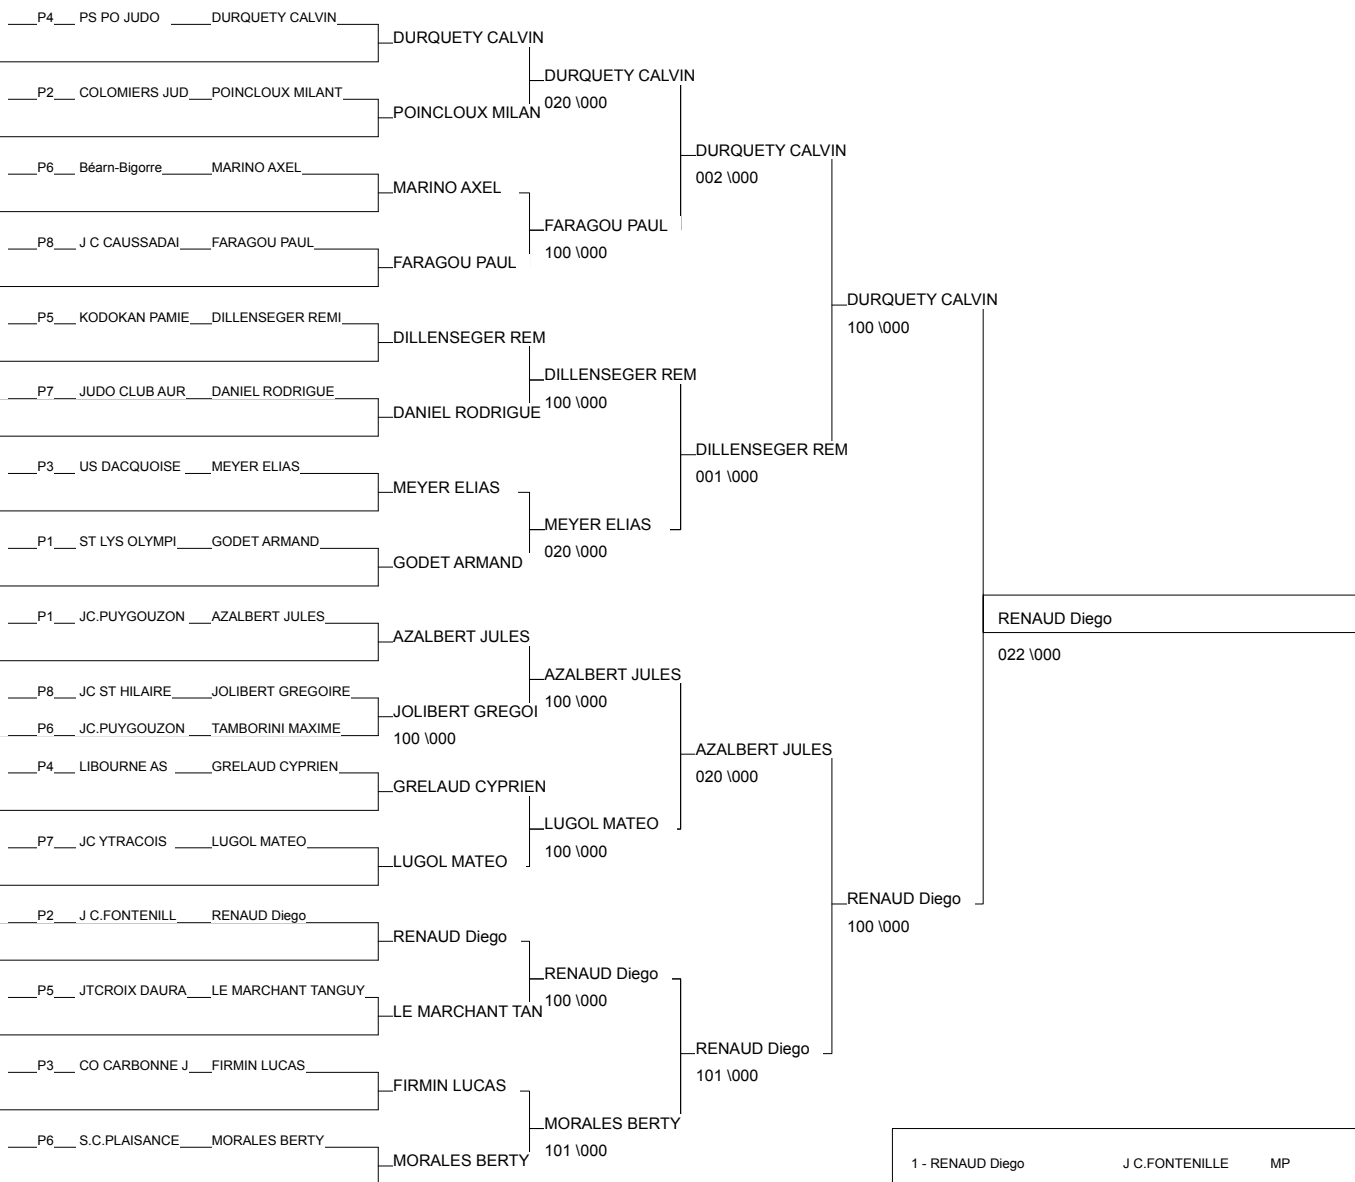 P4 PS PO JUDO DURQUETY CALVIN
DURQUETY CALVIN
DURQUETY CALVIN
020 \000
P2 COLOMIERS JUD POINCLOUX MILANT
POINCLOUX MILAN
DURQUETY CALVIN
002 \000
P6 Béarn-Bigorre MARINO AXEL
MARINO AXEL
FARAGOU PAUL
100 \000
P8 J C CAUSSADAI FARAGOU PAUL
FARAGOU PAUL
DURQUETY CALVIN
100 \000
P5 KODOKAN PAMIE DILLENSEGER REMI
DILLENSEGER REM
DILLENSEGER REM
100 \000
P7 JUDO CLUB AUR DANIEL RODRIGUE
DANIEL RODRIGUE
DILLENSEGER REM
001 \000
P3 US DACQUOISE MEYER ELIAS
MEYER ELIAS
MEYER ELIAS
020 \000
P1 ST LYS OLYMPI GODET ARMAND
GODET ARMAND
RENAUD Diego
022 \000
P1 JC.PUYGOUZON AZALBERT JULES
AZALBERT JULES
AZALBERT JULES
100 \000
P8 JC ST HILAIRE JOLIBERT GREGOIRE
JOLIBERT GREGOI
100 \000
P6 JC.PUYGOUZON TAMBORINI MAXIME
AZALBERT JULES
020 \000
P4 LIBOURNE AS GRELAUD CYPRIEN
GRELAUD CYPRIEN
LUGOL MATEO
100 \000
P7 JC YTRACOIS LUGOL MATEO
LUGOL MATEO
RENAUD Diego
100 \000
P2 J C.FONTENILL RENAUD Diego
RENAUD Diego
RENAUD Diego
100 \000
P5 JTCROIX DAURA LE MARCHANT TANGUY
LE MARCHANT TAN
RENAUD Diego
101 \000
P3 CO CARBONNE J FIRMIN LUCAS
FIRMIN LUCAS
MORALES BERTY
101 \000
P6 S.C.PLAISANCE MORALES BERTY
MORALES BERTY
1 - RENAUD Diego J C.FONTENILLE MP